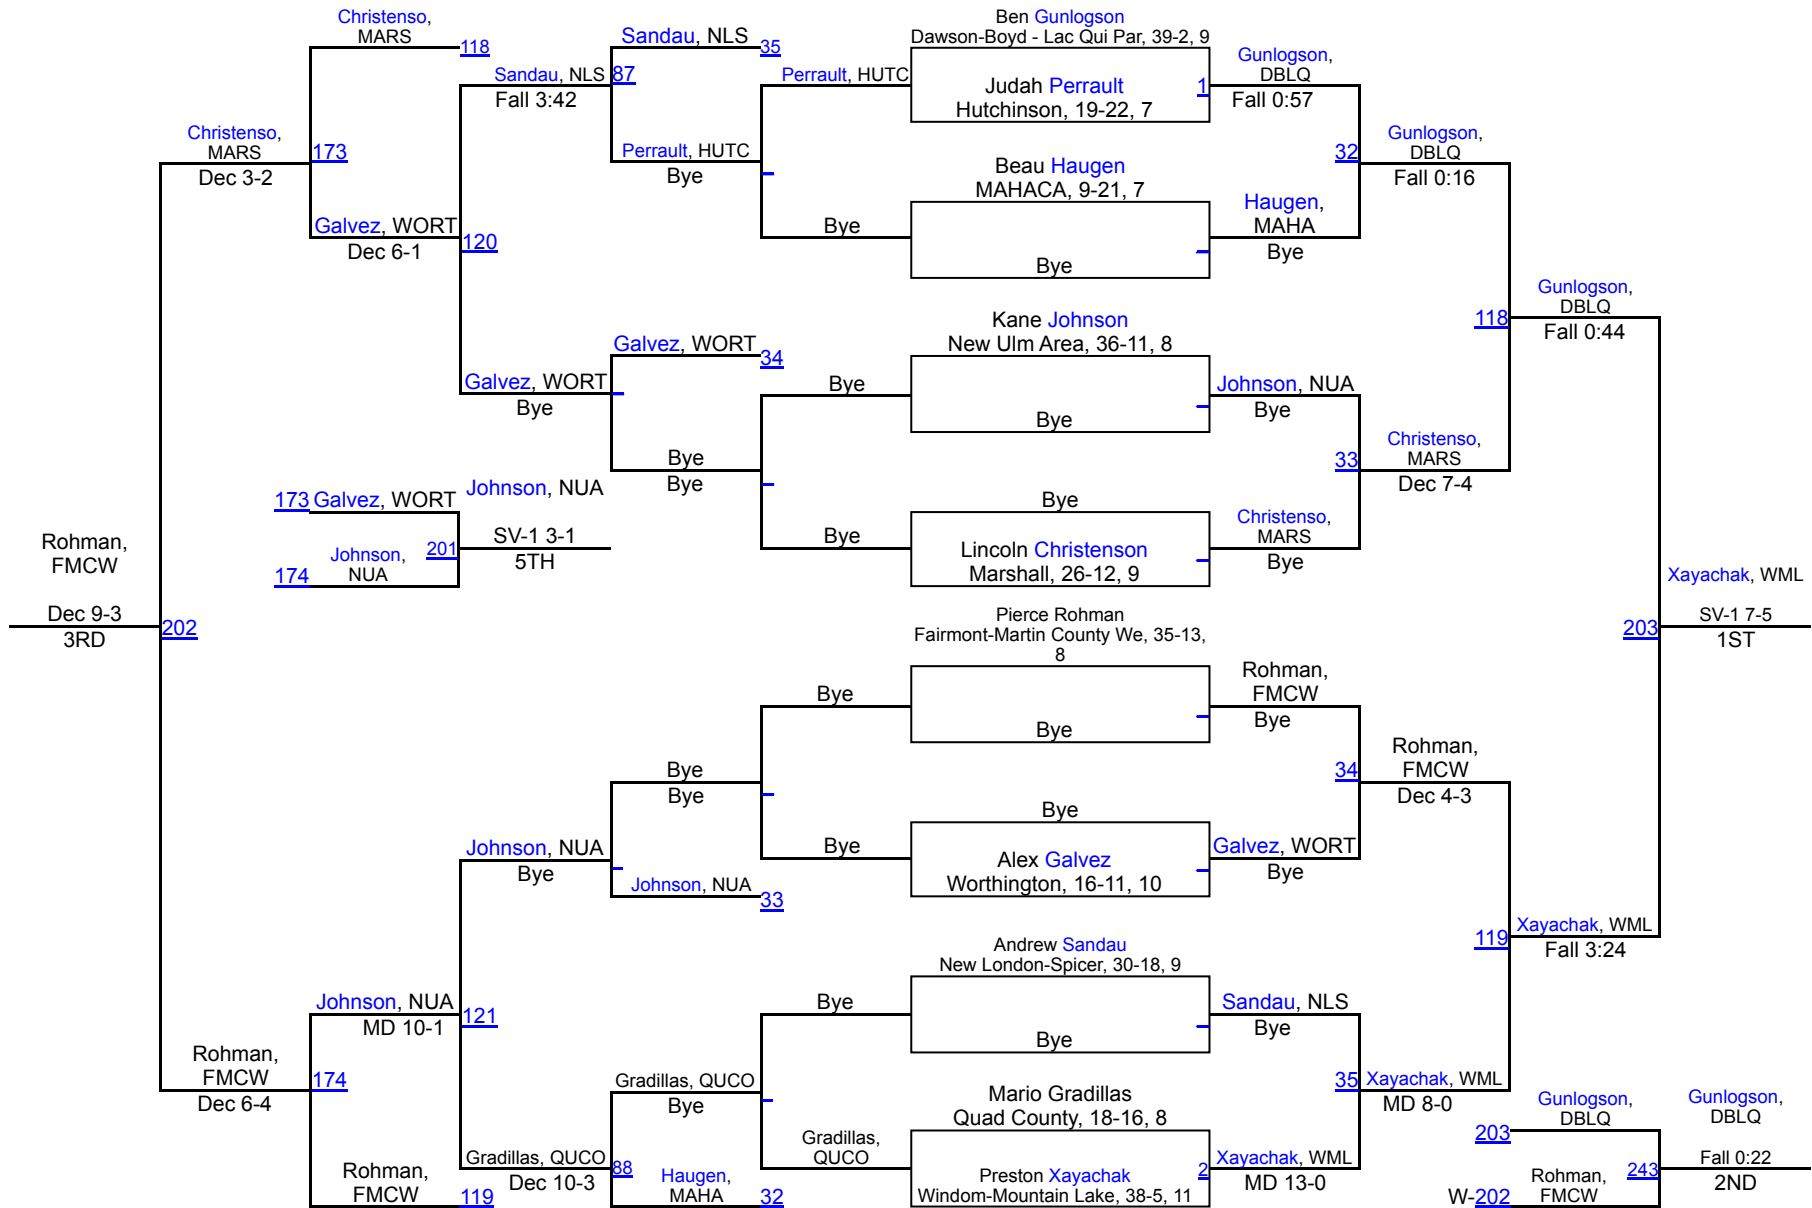 Christenso,
MARS
118
Sandau, NLS
35
Ben Gunlogson
Dawson-Boyd - Lac Qui Par, 39-2, 9
Sandau, NLS
87
Fall 3:42
Perrault, HUTC
Judah Perrault
Hutchinson, 19-22, 7
1
Gunlogson,
DBLQ
Fall 0:57
Christenso,
MARS
173
Dec 3-2
Perrault, HUTC
Bye
Beau Haugen
MAHACA, 9-21, 7
32
Gunlogson,
DBLQ
Fall 0:16
Galvez, WORT
120
Dec 6-1
Bye
Bye
Haugen,
MAHA
Bye
Kane Johnson
New Ulm Area, 36-11, 8
118
Gunlogson,
DBLQ
Fall 0:44
Galvez, WORT
34
Galvez, WORT
Bye
Bye
Bye
Johnson, NUA
Bye
Bye
Bye
33
Christenso,
MARS
Dec 7-4
173
Galvez, WORT
Johnson, NUA
Bye
201
SV-1 3-1
5TH
Johnson,
NUA
174
Bye
Lincoln Christenson
Marshall, 26-12, 9
Christenso,
MARS
Bye
Rohman,
FMCW
Dec 9-3
3RD
202
Pierce Rohman
Fairmont-Martin County We, 35-13,
8
Xayachak, WML
203
SV-1 7-5
1ST
Bye
Bye
Rohman,
FMCW
Bye
Bye
Bye
34
Rohman,
FMCW
Dec 4-3
Johnson, NUA
Bye
Bye
Bye
Alex Galvez
Worthington, 16-11, 10
Galvez, WORT
Bye
Johnson, NUA
33
Andrew Sandau
New London-Spicer, 30-18, 9
119
Xayachak, WML
Fall 3:24
Johnson, NUA
121
MD 10-1
Bye
Bye
Sandau, NLS
Bye
Rohman,
FMCW
174
Dec 6-4
Gradillas, QUCO
Bye
Mario Gradillas
Quad County, 18-16, 8
35
Xayachak, WML
MD 8-0
Gunlogson,
DBLQ
203
Gunlogson,
DBLQ
Gradillas, QUCO
88
Dec 10-3
Gradillas,
QUCO
Preston Xayachak
Windom-Mountain Lake, 38-5, 11
2
Xayachak, WML
MD 13-0
243
Fall 0:22
2ND
Rohman,
FMCW
119
Haugen,
MAHA
32
W-202
Rohman,
FMCW